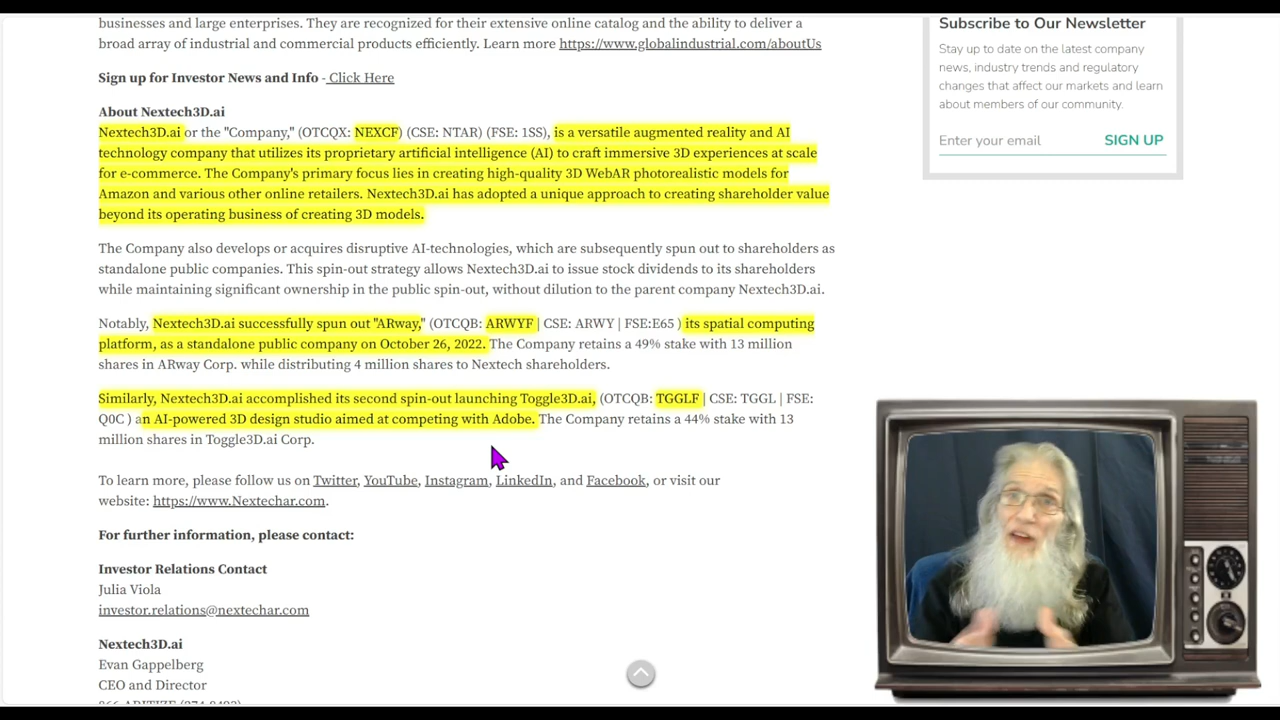 businesses and large enterprises. They are recognized for their extensive online catalog and the ability to deliver a
broad array of industrial and commercial products efficiently. Learn more https://www.globalindustrial.com/aboutUs
Sign up for Investor News and Info - Click Here
About Nextech3D.ai
Nextech3D.ai or the "Company," (OTCQX: NEXCF) (CSE: NTAR) (FSE: 1SS), is a versatile augmented reality and AI
technology company that utilizes its proprietary artificial intelligence (AI) to craft immersive 3D experiences at scale
for e-commerce. The Company's primary focus lies in creating high-quality 3D WebAR photorealistic models for
Amazon and various other online retailers. Nextech3D.ai has adopted a unique approach to creating shareholder value
beyond its operating business of creating 3D models.
The Company also develops or acquires disruptive AI-technologies, which are subsequently spun out to shareholders as
standalone public companies. This spin-out strategy allows Nextech3D.ai to issue stock dividends to its shareholders
while maintaining significant ownership in the public spin-out, without dilution to the parent company Nextech3D.ai.
Notably, Nextech3D.ai successfully spun out "ARway," (OTCQB: ARWYF | CSE: ARWY | FSE:E65 ) its spatial computing
platform, as a standalone public company on October 26, 2022. The Company retains a 49% stake with 13 million
shares in ARway Corp. while distributing 4 million shares to Nextech shareholders.
Similarly, Nextech3D.ai accomplished its second spin-out launching Toggle3D.ai, (OTCQB: TGGLF | CSE: TGGL | FSE:
Q0C ) an AI-powered 3D design studio aimed at competing with Adobe. The Company retains a 44% stake with 13
million shares in Toggle3D.ai Corp.
To learn more, please follow us on Twitter, YouTube, Instagram, LinkedIn, and Facebook, or visit our
website: https://www.Nextechar.com.
For further information, please contact:
Investor Relations Contact
Julia Viola
investor.relations@nextechar.com
Nextech3D.ai
Evan Gappelberg
CEO and Director
Subscribe to Our Newsletter
Stay up to date on the latest company
news, industry trends and regulatory
changes that affect our markets and learn
about members of our community.
Enter your email SIGN UP